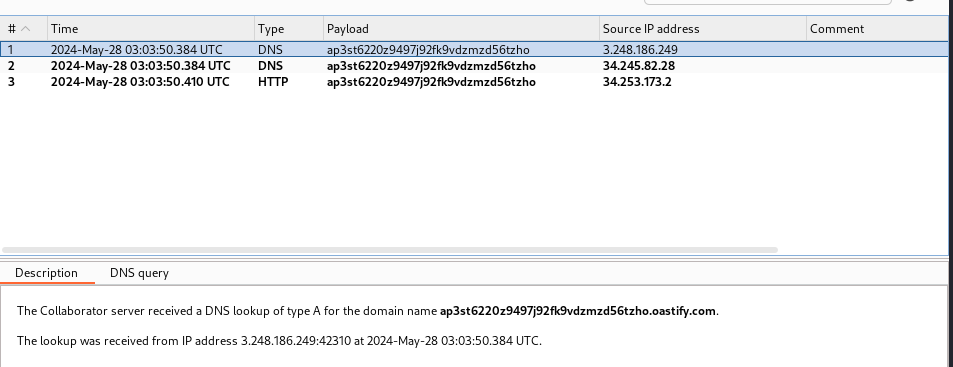 # Time Type Payload Source IP address Comment
1 2024-May-28 03:03:50.384 UTC DNS ap3st6220z9497j92fk9vdzmzd56tzho 3.248.186.249
2 2024-May-28 03:03:50.384 UTC DNS ap3st6220z9497j92fk9vdzmzd56tzho 34.245.82.28
3 2024-May-28 03:03:50.410 UTC HTTP ap3st6220z9497j92fk9vdzmzd56tzho 34.253.173.2
Description DNS query
The Collaborator server received a DNS lookup of type A for the domain name ap3st6220z9497j92fk9vdzmzd56tzho.oastify.com.
The lookup was received from IP address 3.248.186.249:42310 at 2024-May-28 03:03:50.384 UTC.